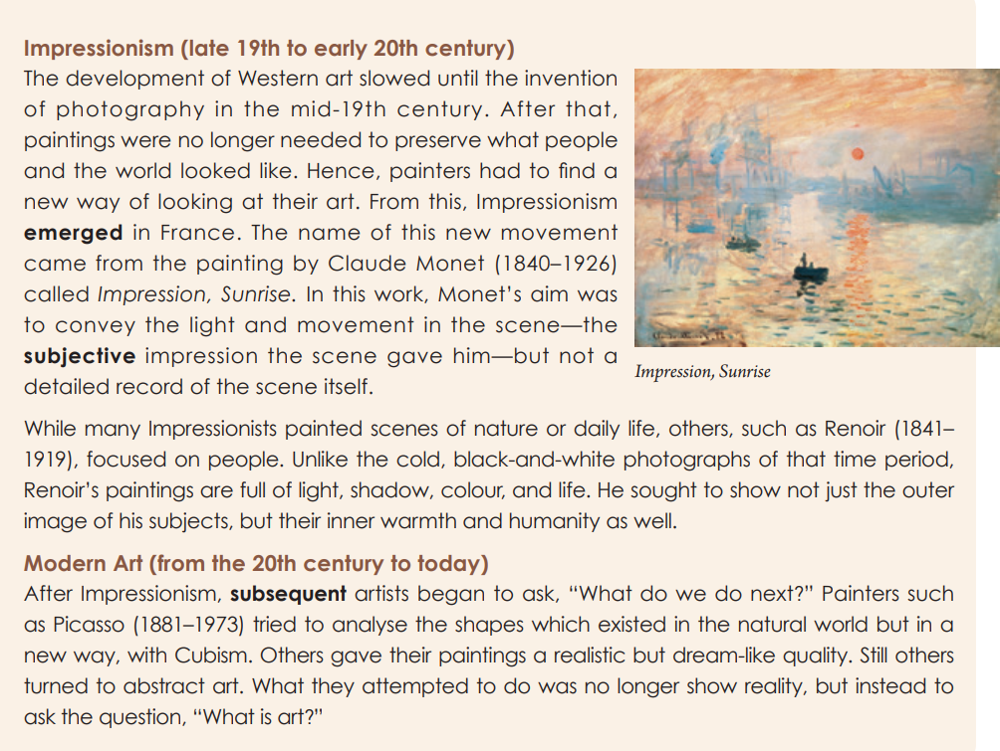 Impressionism (late 19th to early 20th century)
The development of Western art slowed until the invention
of photography in the mid-19th century. After that,
paintings were no longer needed to preserve what people
and the world looked like. Hence, painters had to find a
new way of looking at their art. From this, Impressionism
emerged in France. The name of this new movement
came from the painting by Claude Monet (1840–1926)
called Impression, Sunrise. In this work, Monet's aim was
to convey the light and movement in the scene—the
subjective impression the scene gave him—but not a
detailed record of the scene itself.
Impression, Sunrise
While many Impressionists painted scenes of nature or daily life, others, such as Renoir (1841–
1919), focused on people. Unlike the cold, black-and-white photographs of that time period,
Renoir's paintings are full of light, shadow, colour, and life. He sought to show not just the outer
image of his subjects, but their inner warmth and humanity as well.
Modern Art (from the 20th century to today)
After Impressionism, subsequent artists began to ask, “What do we do next?” Painters such
as Picasso (1881–1973) tried to analyse the shapes which existed in the natural world but in a
new way, with Cubism. Others gave their paintings a realistic but dream-like quality. Still others
turned to abstract art. What they attempted to do was no longer show reality, but instead to
ask the question, “What is art?”